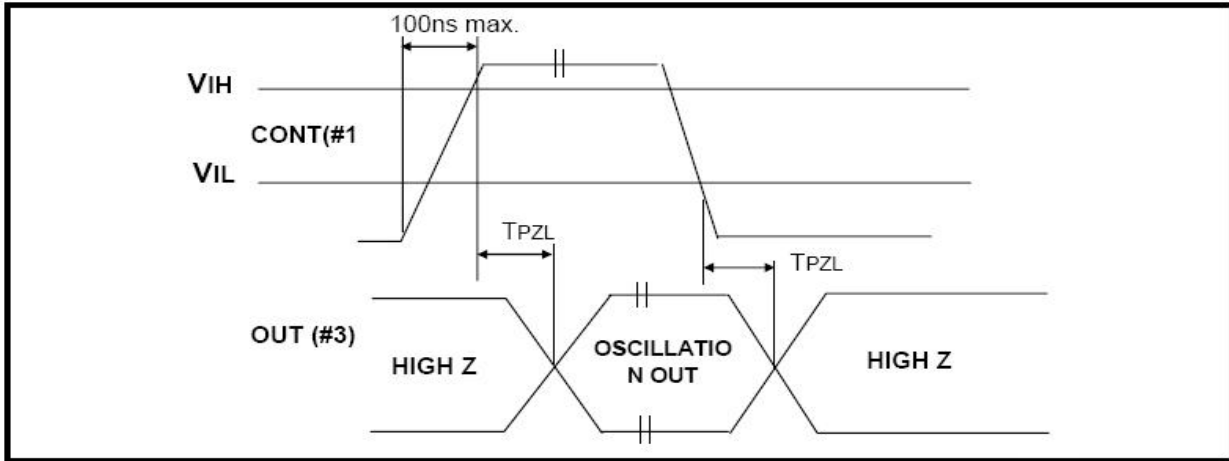 100ns max.
VIH
CONT(#1
VIL
TPZL
TPZL
OUT (#3)
HIGH Z
OSCILLATIO
N OUT
HIGH Z